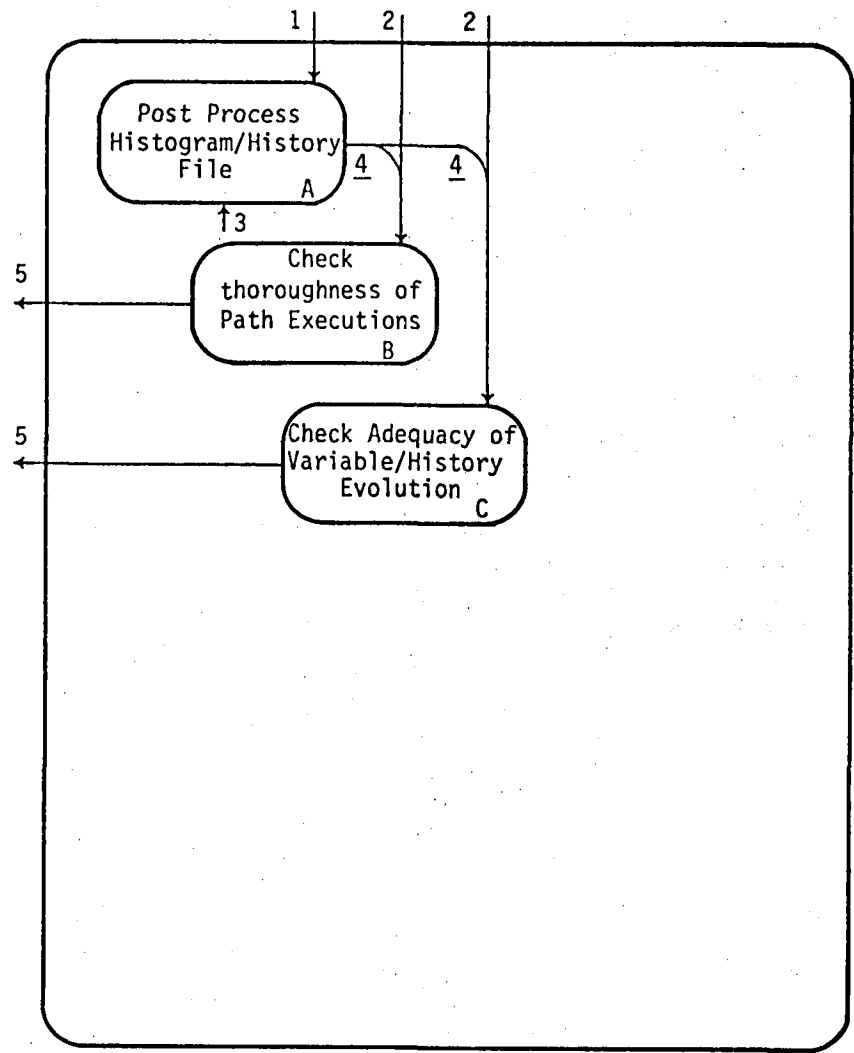 1 2 2
Post Process
Histogram/History
File
A
4 4
3
Check
thoroughness of
Path Executions
B
5
Check Adequacy of
Variable/History
Evolution
C
5